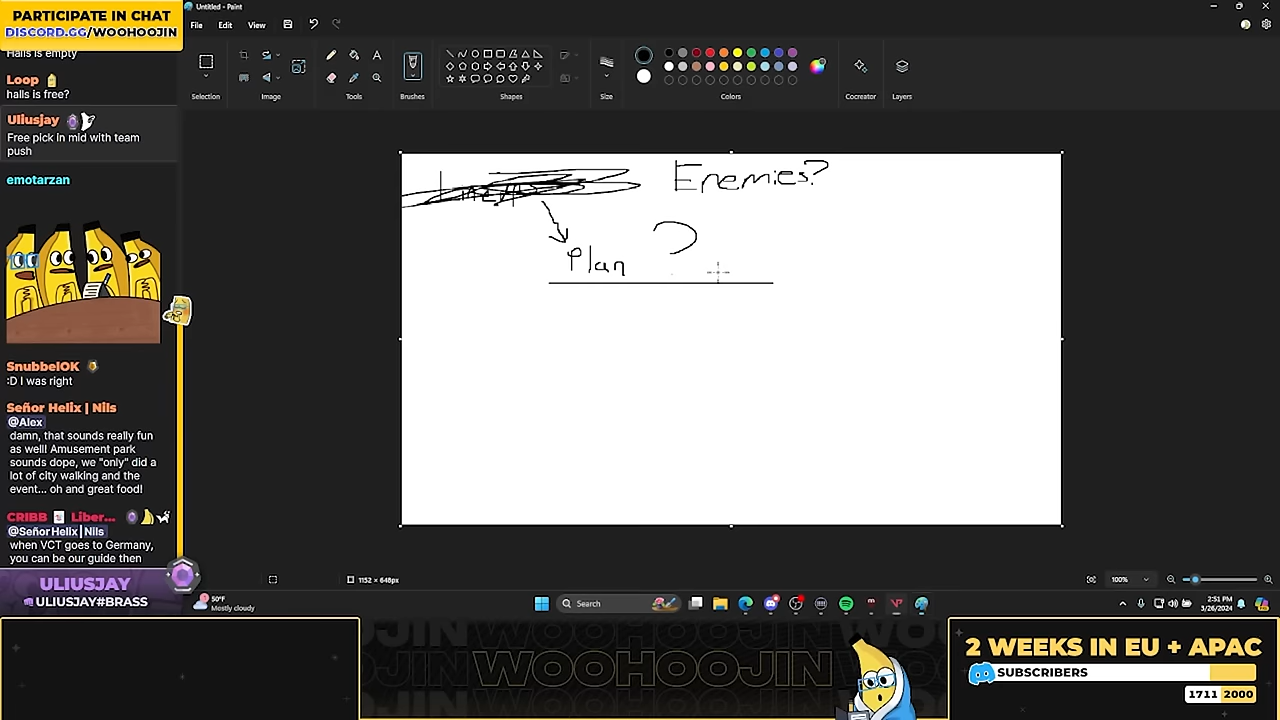 Untitled - Paint
PARTICIPATE IN CHAT
DISCORD.GG/WOOHOOJIN
File Edit View
Halls is empty
Loop
halls is free?
Uliusjay
Free pick in mid with team
push
emotarzan
SnubbelOK
:D I was right
Señor Helix | Nils
@Alex
damn, that sounds really fun
as well! Amusement park
sounds dope, we "only" did a
lot of city walking and the
event... oh and great food!
CRIBB Liber...
@Señor Helix | Nils
when VCT goes to Germany,
you can be our guide then
Selection Image Tools Brushes Shapes Size Colors Cocreator Layers
Enemies?
Plan ?
1152 × 648px
100%
ULIUSJAY
ULIUSJAY#BRASS
50°F
Mostly cloudy
Search
2:51 PM
3/26/2024
WOOHOOJIN
2 WEEKS IN EU + APAC
SUBSCRIBERS
1711 2000